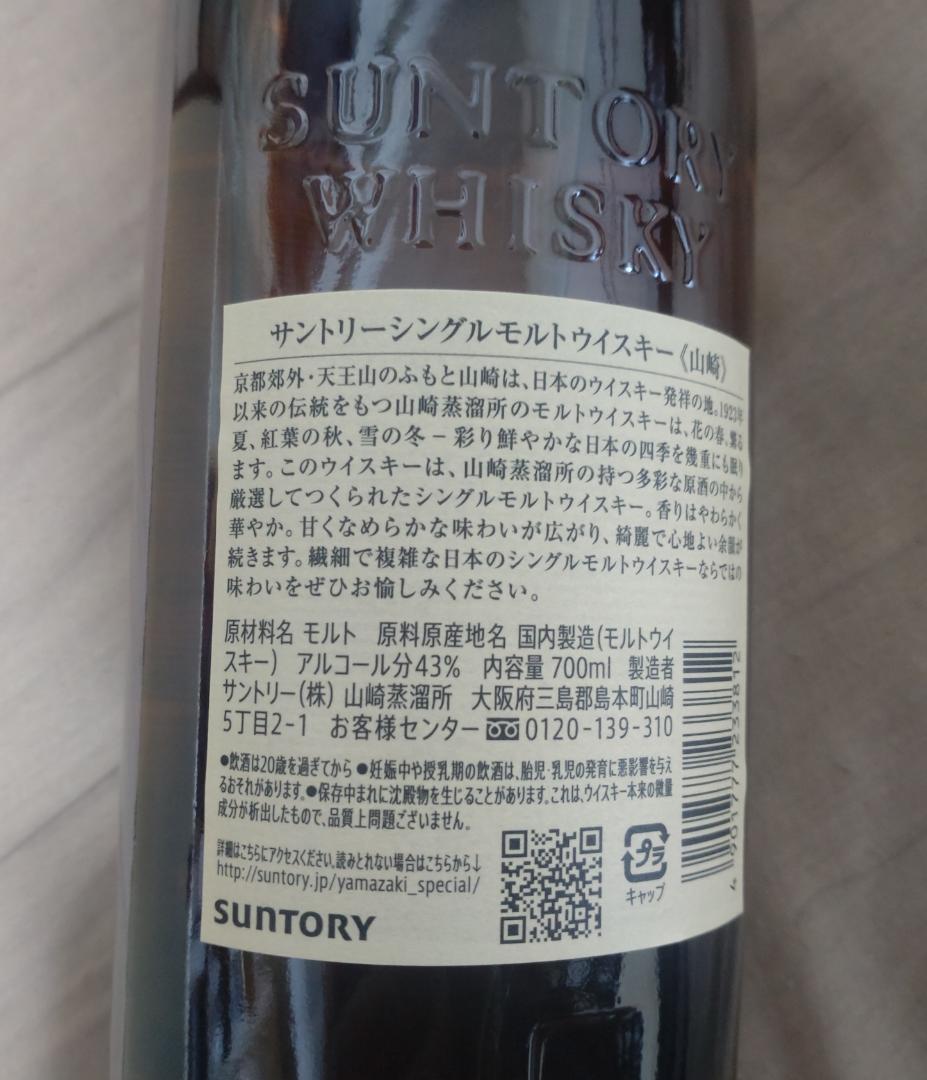 SUNTORY
WHISKY
サントリーシングルモルトウイスキー《山崎》
京都郊外・天王山のふもと山崎は、日本のウイスキー発祥の地。1923年
以来の伝統をもつ山崎蒸溜所のモルトウイスキーは、花の春、繁る
夏、紅葉の秋、雪の冬−彩り鮮やかな日本の四季を幾重にも眠り
ます。このウイスキーは、山崎蒸溜所の持つ多彩な原酒の中から
厳選してつくられたシングルモルトウイスキー。香りはやわらかく
華やか。甘くなめらかな味わいが広がり、綺麗で心地よい余韻が
続きます。繊細で複雑な日本のシングルモルトウイスキーならではの
味わいをぜひお愉しみください。
原材料名 モルト 原料原産地名 国内製造(モルトウイ
スキー) アルコール分43% 内容量 700ml 製造者
サントリー(株) 山崎蒸溜所 大阪府三島郡島本町山崎
5丁目2-1 お客様センター 0120-139-310
●飲酒は20歳を過ぎてから ●妊娠中や授乳期の飲酒は、胎児・乳児の発育に悪影響を与え
るおそれがあります。●保存中まれに沈殿物を生じることがあります。これは、ウイスキー本来の微量
成分が析出したもので、品質上問題ございません。
詳細はこちらにアクセスください。読みとれない場合はこちらから↓
http://suntory.jp/yamazaki_special/
SUNTORY
プラ
キャップ
4 901777 233812